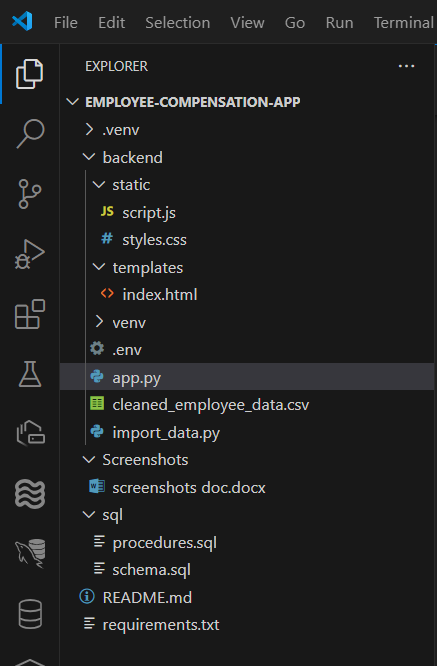 File Edit Selection View Go Run Terminal
EXPLORER ...
EMPLOYEE-COMPENSATION-APP
.venv
backend
static
JS script.js
# styles.css
templates
<> index.html
venv
.env
app.py
cleaned_employee_data.csv
import_data.py
Screenshots
W screenshots doc.docx
sql
procedures.sql
schema.sql
README.md
requirements.txt